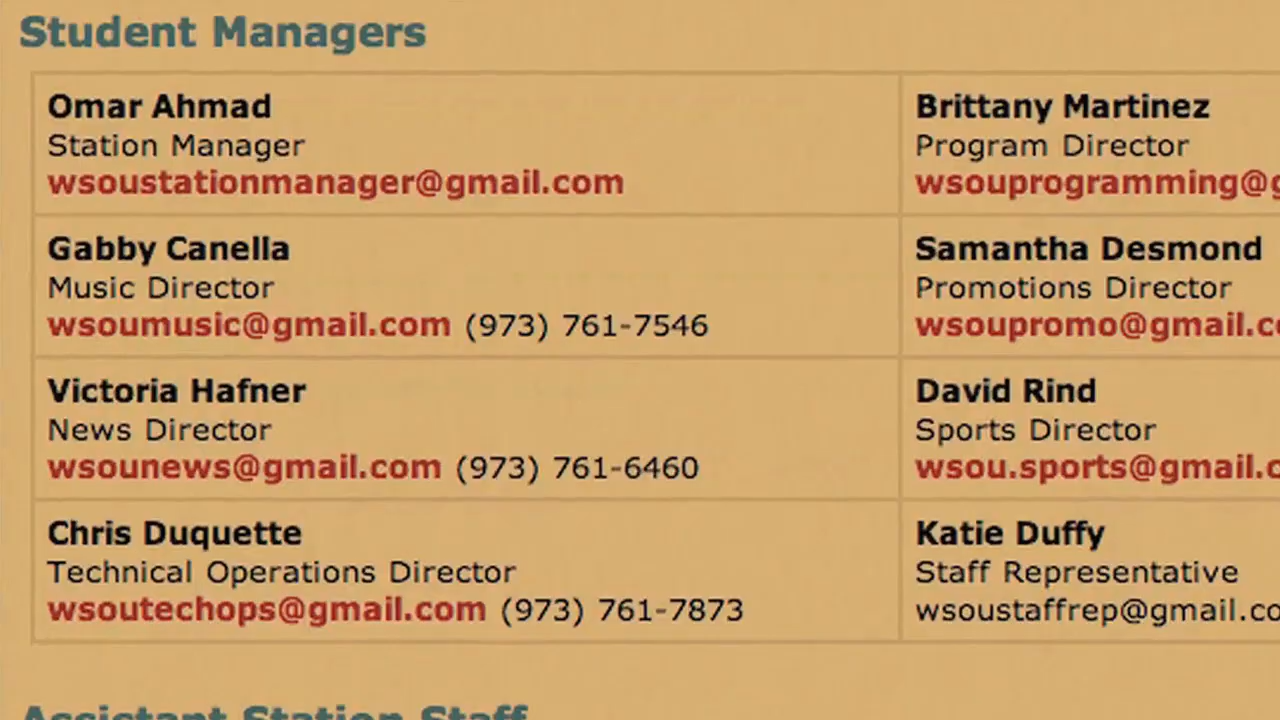 Student Managers
Omar Ahmad
Station Manager
wsoustationmanager@gmail.com
Brittany Martinez
Program Director
wsouprogramming@g
Gabby Canella
Music Director
wsoumusic@gmail.com (973) 761-7546
Samantha Desmond
Promotions Director
wsoupromo@gmail.c
Victoria Hafner
News Director
wsounews@gmail.com (973) 761-6460
David Rind
Sports Director
wsou.sports@gmail.c
Chris Duquette
Technical Operations Director
wsoutechops@gmail.com (973) 761-7873
Katie Duffy
Staff Representative
wsoustaffrep@gmail.co
Assistant Station Staff